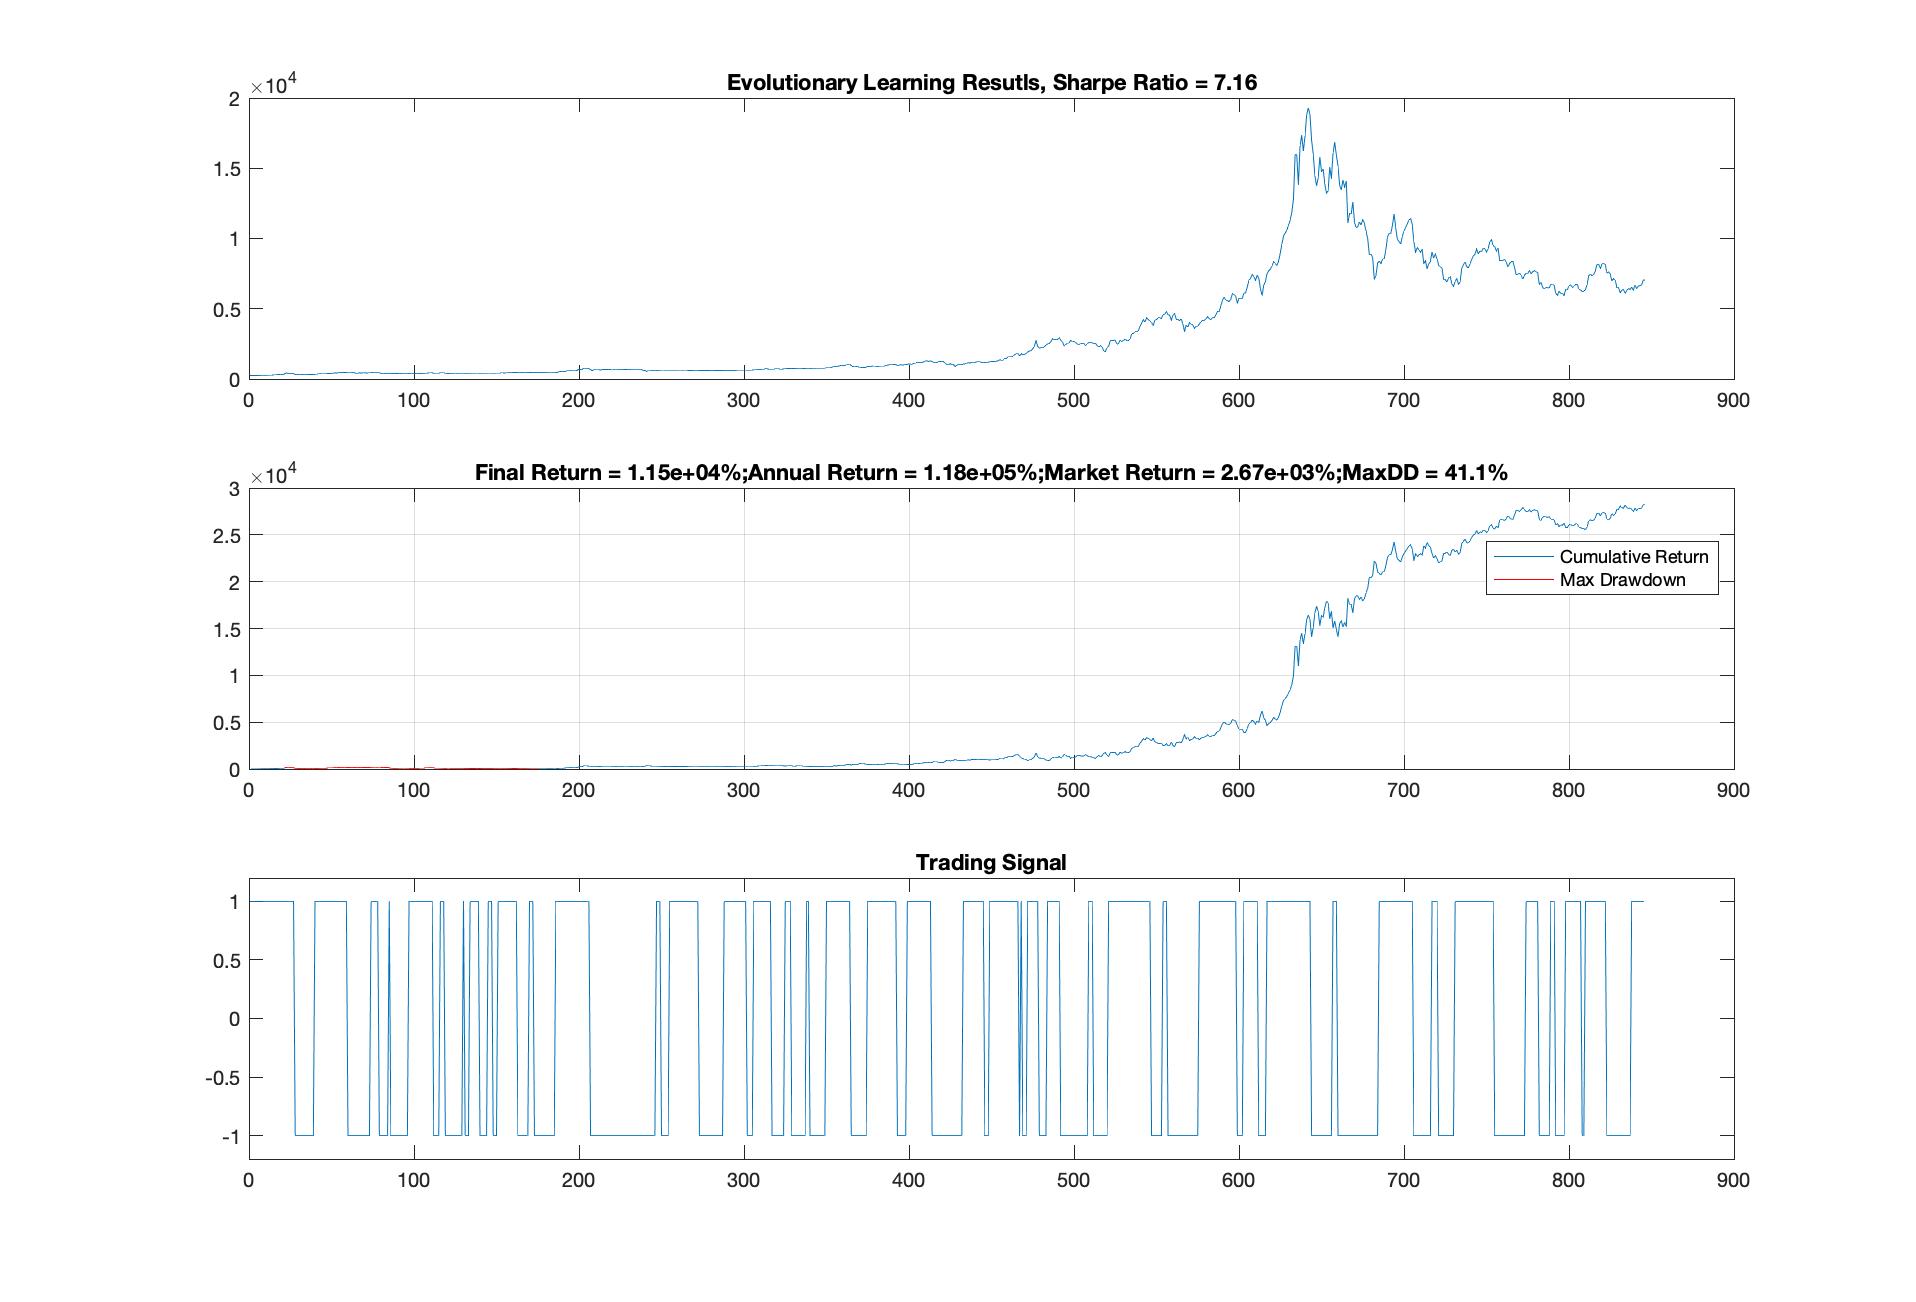 Evolutionary Learning Resutls, Sharpe Ratio = 7.16
×10^4
2
1.5
1
0.5
0
0 100 200 300 400 500 600 700 800 900
Final Return = 1.15e+04%;Annual Return = 1.18e+05%;Market Return = 2.67e+03%;MaxDD = 41.1%
×10^4
3
2.5
2
1.5
1
0.5
0
Cumulative Return
Max Drawdown
0 100 200 300 400 500 600 700 800 900
Trading Signal
1
0.5
0
-0.5
-1
0 100 200 300 400 500 600 700 800 900